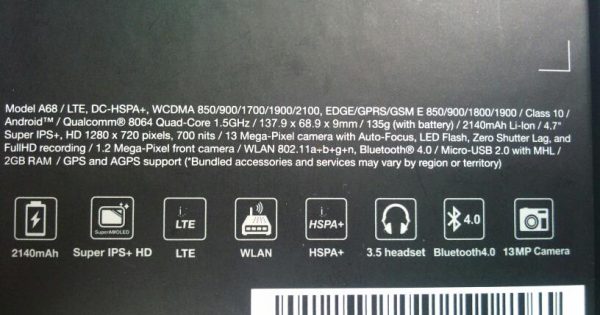 Model A68 / LTE, DC-HSPA+, WCDMA 850/900/1700/1900/2100, EDGE/GPRS/GSM E 850/900/1800/1900 / Class 10 /
Android™ / Qualcomm® 8064 Quad-Core 1.5GHz / 137.9 x 68.9 x 9mm / 135g (with battery) / 2140mAh Li-Ion / 4.7"
Super IPS+, HD 1280 x 720 pixels, 700 nits / 13 Mega-Pixel camera with Auto-Focus, LED Flash, Zero Shutter Lag, and
FullHD recording / 1.2 Mega-Pixel front camera / WLAN 802.11a+b+g+n, Bluetooth® 4.0 / Micro-USB 2.0 with MHL /
2GB RAM / GPS and AGPS support (*Bundled accessories and services may vary by region or territory)
SuperAMOLED LTE HSPA+ 4.0
2140mAh Super IPS+ HD LTE WLAN HSPA+ 3.5 headset Bluetooth4.0 13MP Camera